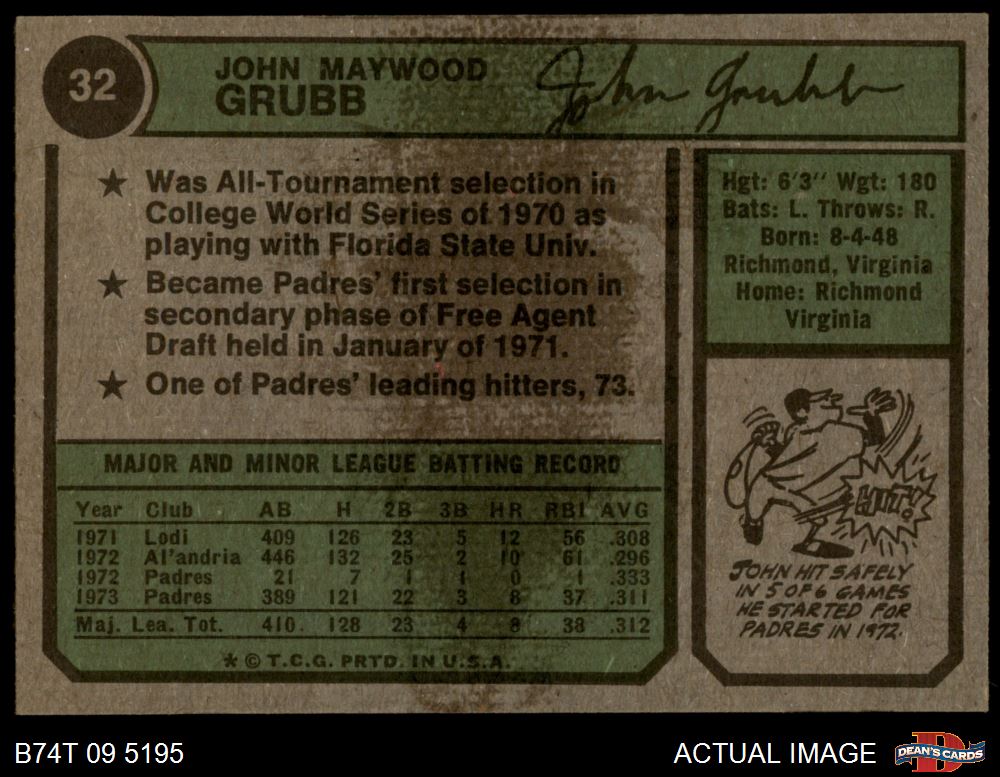 32
JOHN MAYWOOD
GRUBB
John Grubb
★ Was All-Tournament selection in
College World Series of 1970 as
playing with Florida State Univ.
★ Became Padres' first selection in
secondary phase of Free Agent
Draft held in January of 1971.
★ One of Padres' leading hitters, 73.
Hgt: 6'3" Wgt: 180
Bats: L. Throws: R.
Born: 8-4-48
Richmond, Virginia
Home: Richmond
Virginia
MAJOR AND MINOR LEAGUE BATTING RECORD
Year Club AB H 2B 3B HR RBI AVG
1971 Lodi 409 126 23 5 12 56 .308
1972 Al'andria 446 132 25 2 10 61 .296
1972 Padres 21 7 1 1 0 1 .333
1973 Padres 389 121 22 3 8 37 .311
Maj. Lea. Tot. 410 128 23 4 8 38 .312
* © T.C.G. PRTD. IN U.S.A.
HIT!
JOHN HIT SAFELY
IN 5 OF 6 GAMES
HE STARTED FOR
PADRES IN 1972.
B74T 09 5195
ACTUAL IMAGE
DEAN'S CARDS